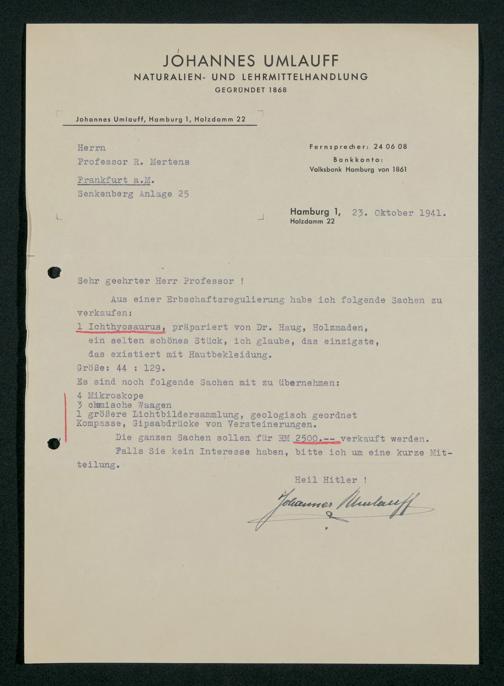 JOHANNES UMLAUFF
NATURALIEN- UND LEHRMITTELHANDLUNG
GEGRÜNDET 1868
Johannes Umlauff, Hamburg 1, Holzdamm 22
Herrn
Professor R. Mertens
Frankfurt a.M.
Senkenberg Anlage 25
Fernsprecher: 24 06 08
Bankkonto:
Volksbank Hamburg von 1861
Hamburg 1, 23. Oktober 1941.
Holzdamm 22
Sehr geehrter Herr Professor !
Aus einer Erbschaftsregulierung habe ich folgende Sachen zu
verkaufen:
1 Ichthyosaurus, präpariert von Dr. Haug, Holzmaden,
ein selten schönes Stück, ich glaube, das einzigste,
das existiert mit Hautbekleidung.
Größe: 44 : 129.
Es sind noch folgende Sachen mit zu übernehmen:
4 Mikroskope
3 chmische Waagen
1 größere Lichtbildersammlung, geologisch geordnet
Kompasse, Gipsabdrücke von Versteinerungen.
Die ganzen Sachen sollen für RM 2500.-- verkauft werden.
Falls Sie kein Interesse haben, bitte ich um eine kurze Mit-
teilung.
Heil Hitler !
Johannes Umlauff